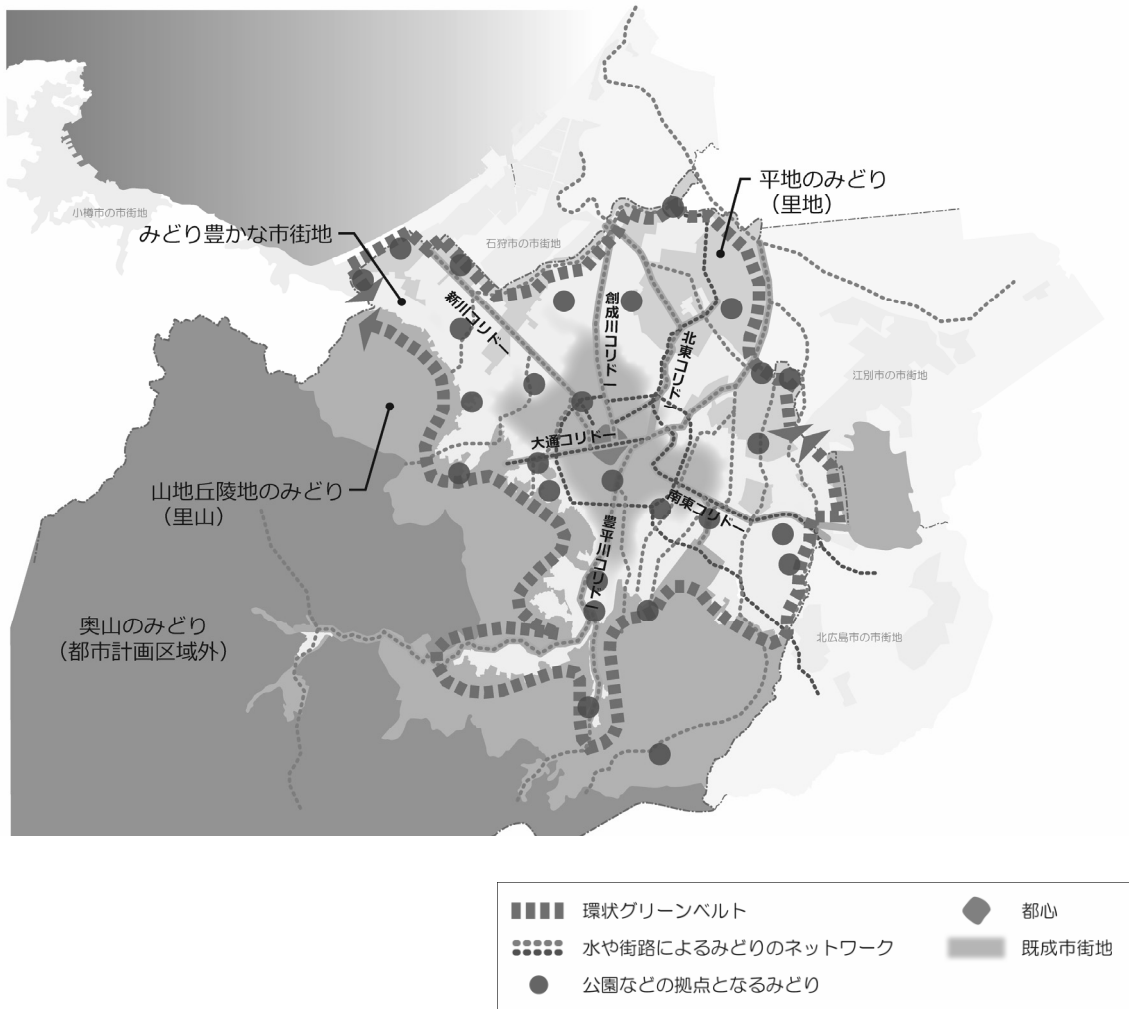 平地のみどり
(里地)
小樽市の市街地
みどり豊かな市街地
石狩市の市街地
新川コリドー
創成川コリドー
北東コリドー
江別市の市街地
大通コリドー
山地丘陵地のみどり
(里山)
南東コリドー
豊平川コリドー
奥山のみどり
(都市計画区域外)
北広島市の市街地
環状グリーンベルト
都心
水や街路によるみどりのネットワーク
既成市街地
公園などの拠点となるみどり